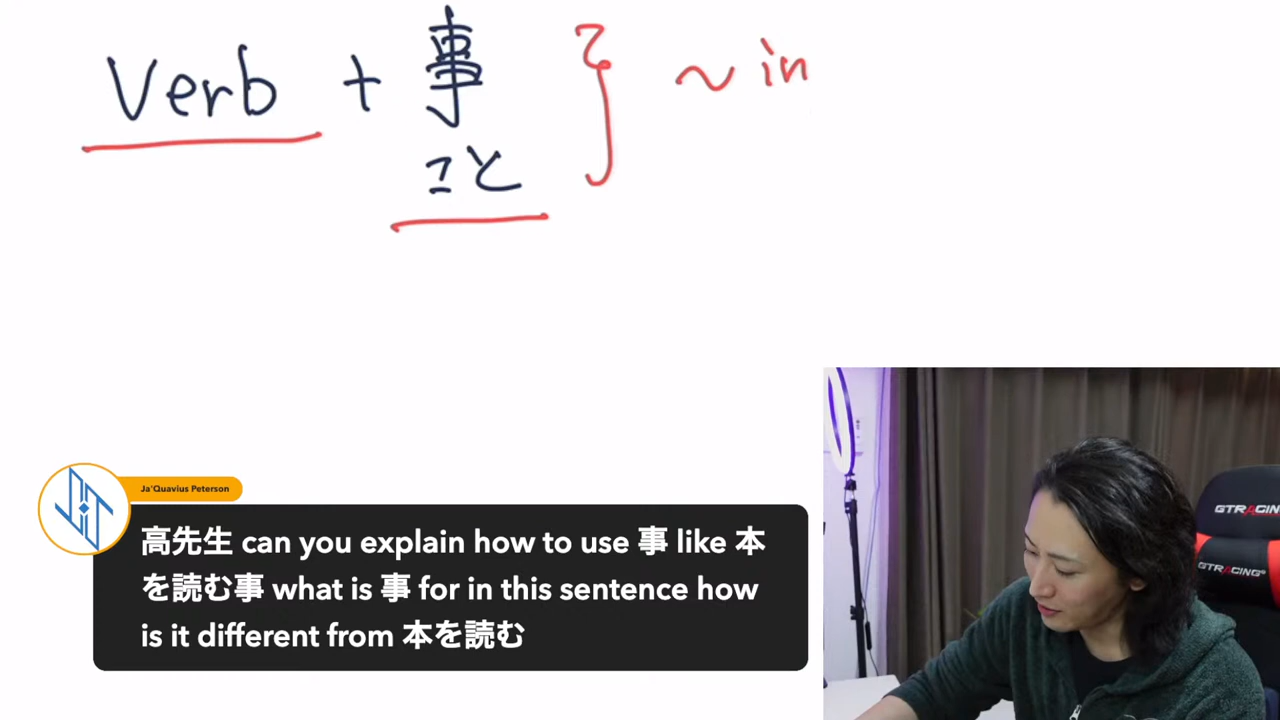 Verb + 事 ~ in
こと
GTRACING
GTRACING
Ja'Quavius Peterson
高先生 can you explain how to use 事 like 本
を読む事 what is 事 for in this sentence how
is it different from 本を読む